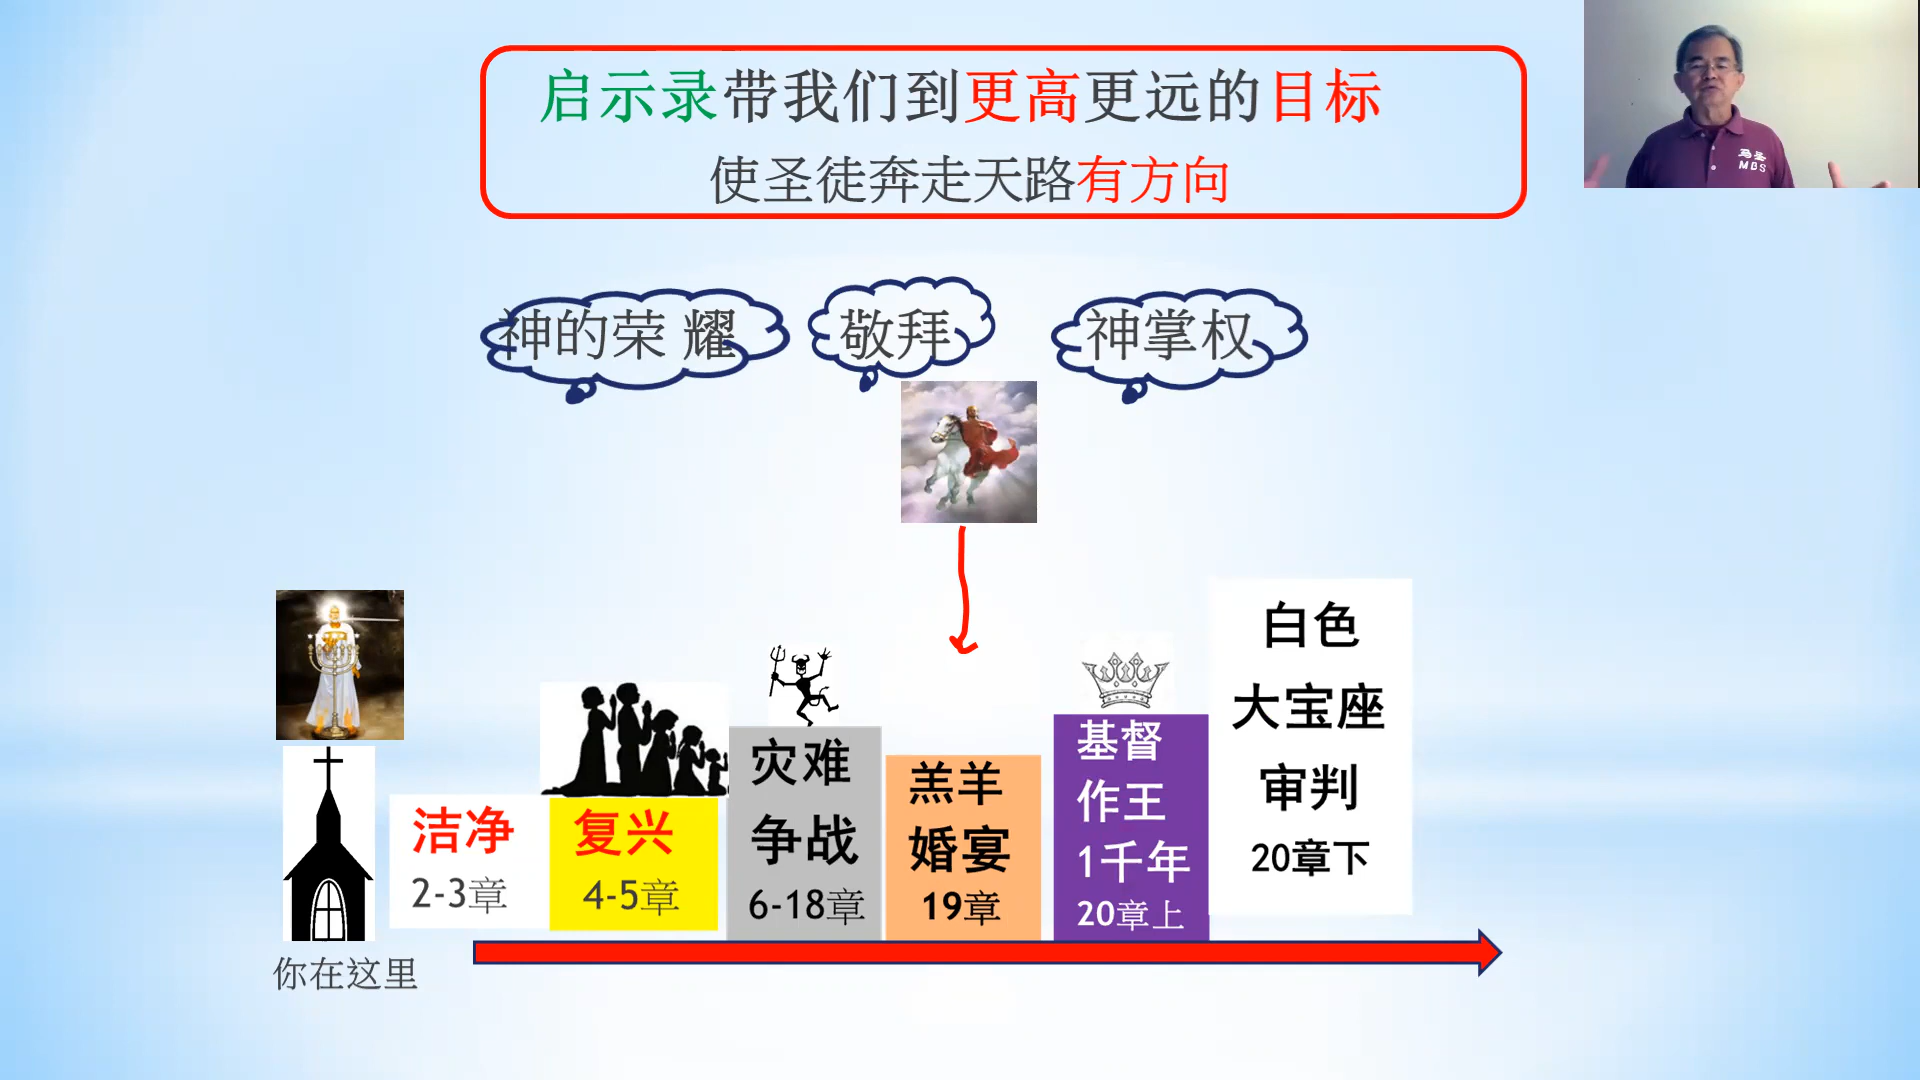 启示录带我们到更高更远的目标
使圣徒奔走天路有方向
神的荣 耀
敬拜
神掌权
马圣
MBS
洁净
2-3章
复兴
4-5章
灾难
争战
6-18章
羔羊
婚宴
19章
基督
作王
1千年
20章上
白色
大宝座
审判
20章下
你在这里